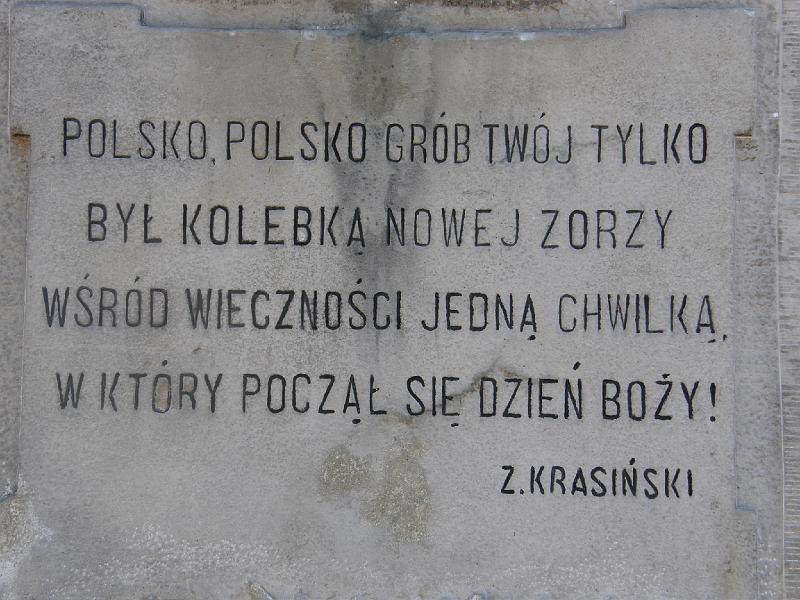 POLSKO, POLSKO GRÓB TWÓJ TYLKO
BYŁ KOLEBKĄ NOWEJ ZORZY
WŚRÓD WIECZNOŚCI JEDNĄ CHWILKĄ,
W KTÓRY POCZĄŁ SIĘ DZIEŃ BOŻY!
Z.KRASIŃSKI